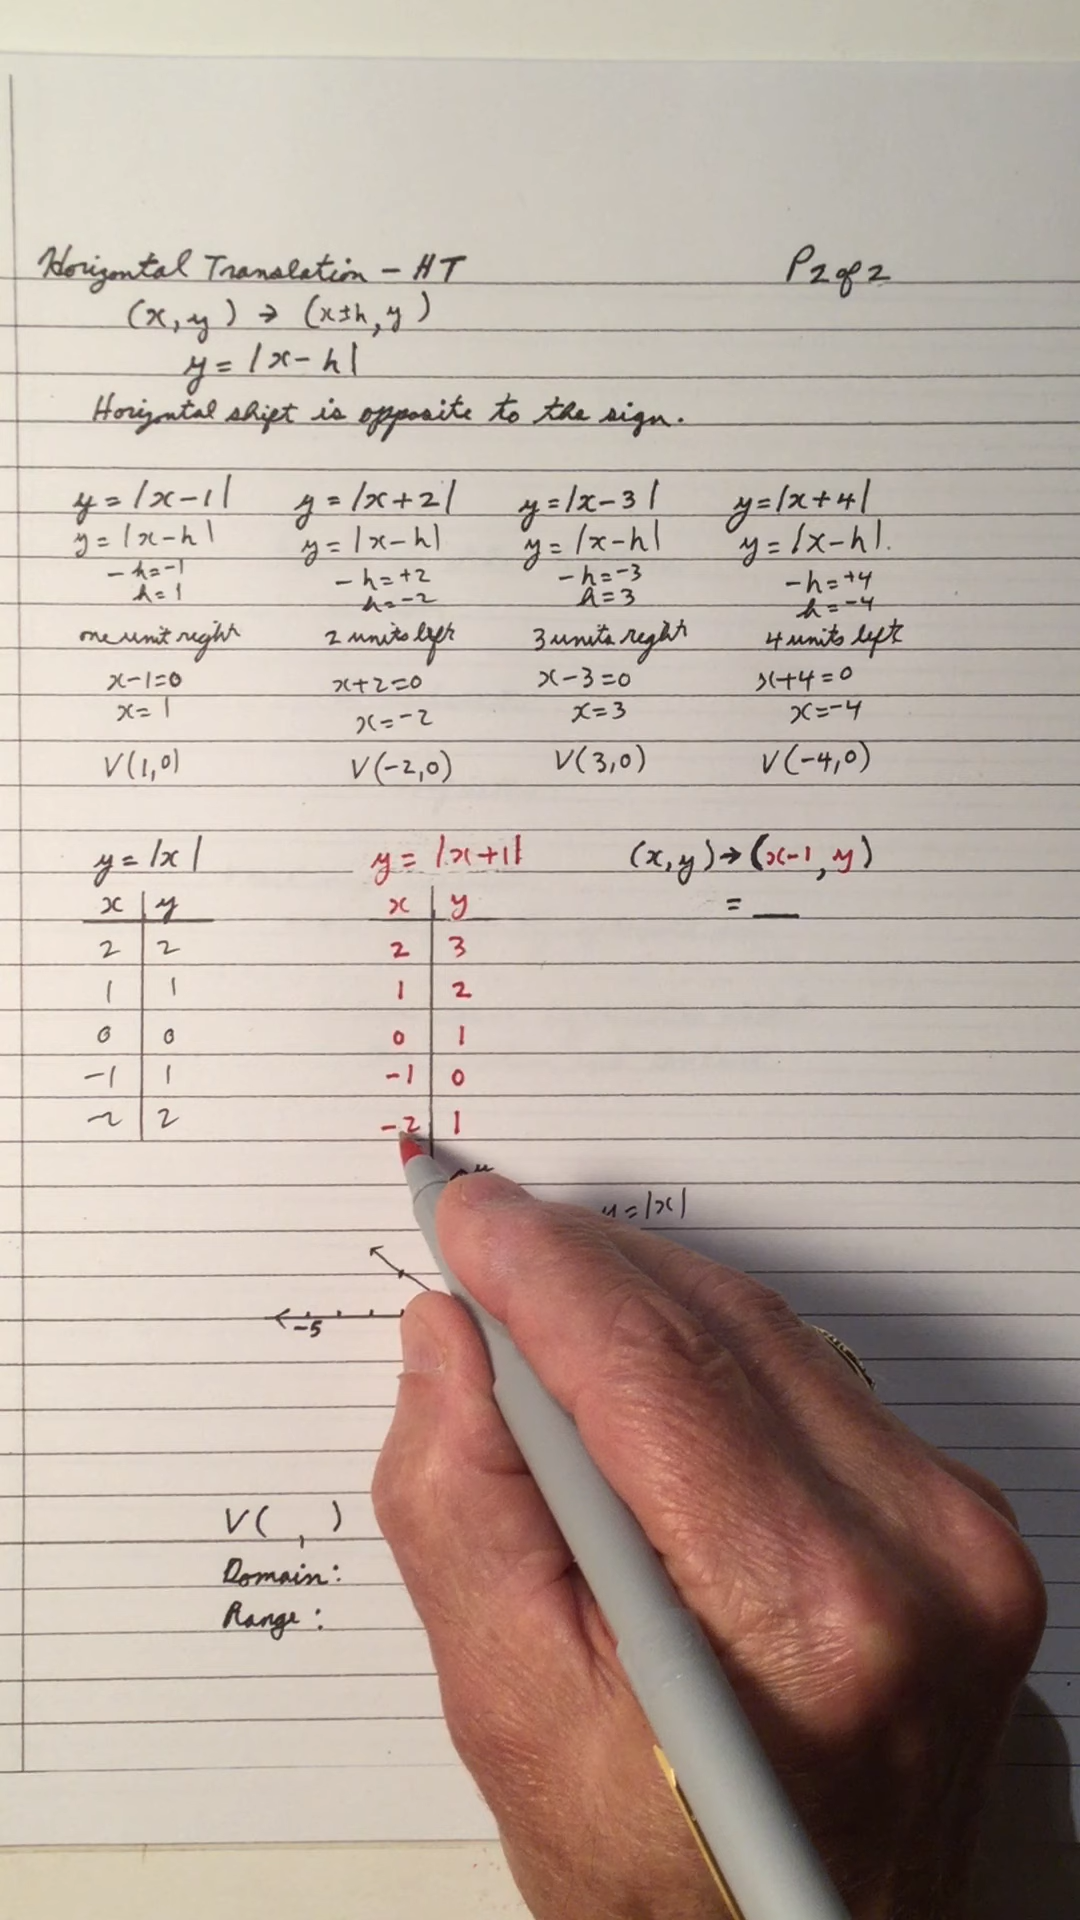 Horizontal Translation - HT P2 of 2
(x, y) → (x±h, y)
y = |x - h|
Horizontal shift is opposite to the sign.
y = |x-1| y = |x+2| y = |x-3| y = |x+4|
y = |x-h| y = |x-h| y = |x-h| y = |x-h|.
-h=-1 -h=+2 -h=-3 -h=+4
h=1 h=-2 h=3 h=-4
one unit right 2 units left 3 units right 4 units left
x-1=0 x+2=0 x-3=0 x+4=0
x=1 x=-2 x=3 x=-4
V(1,0) V(-2,0) V(3,0) V(-4,0)
y = |x| y = |x+1| (x,y) → (x-1, y)
x y x y = __
2 2 2 3
1 1 1 2
0 0 0 1
-1 1 -1 0
-2 2 -2 1
y = |x|
-5
V( , )
Domain:
Range: